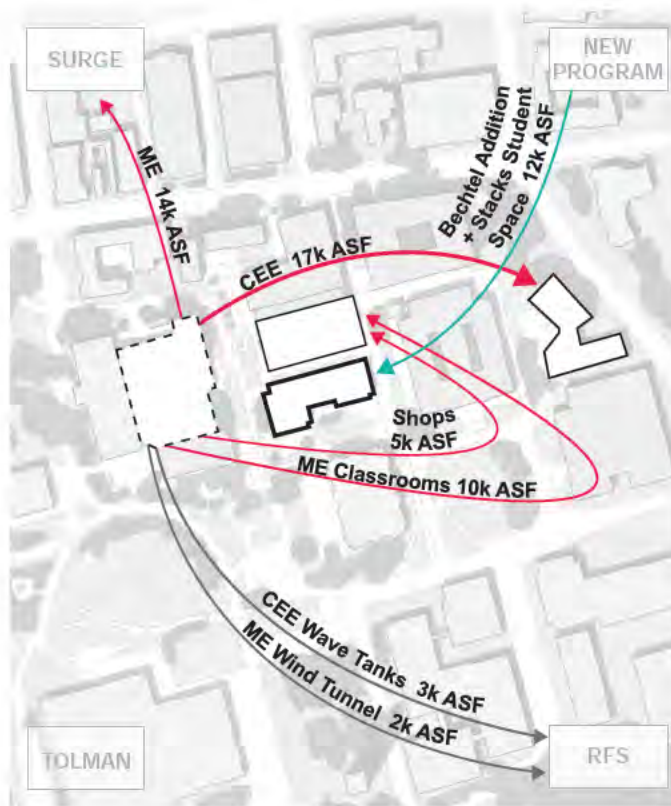 SURGE
NEW
PROGRAM
Bechtel Addition
+ Stacks Student
Space 12k ASF
ME 14k ASF
CEE 17k ASF
Shops
5k ASF
ME Classrooms 10k ASF
CEE Wave Tanks 3k ASF
ME Wind Tunnel 2k ASF
TOLMAN
RFS